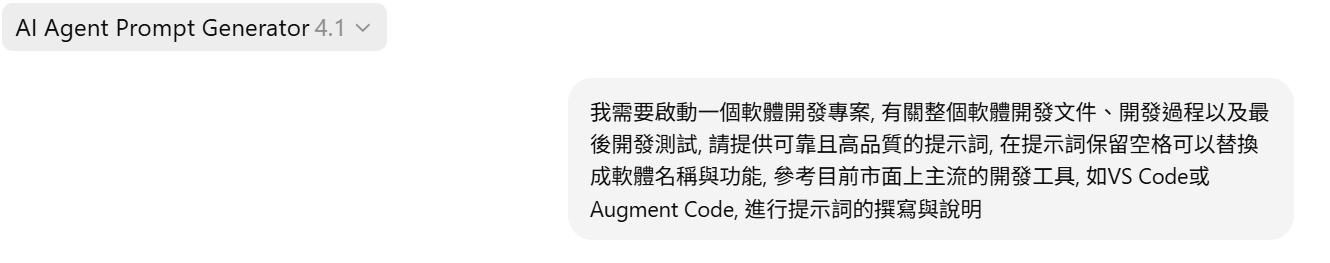 AI Agent Prompt Generator 4.1
我需要啟動一個軟體開發專案, 有關整個軟體開發文件、開發過程以及最
後開發測試, 請提供可靠且高品質的提示詞, 在提示詞保留空格可以替換
成軟體名稱與功能, 參考目前市面上主流的開發工具, 如VS Code或
Augment Code, 進行提示詞的撰寫與說明